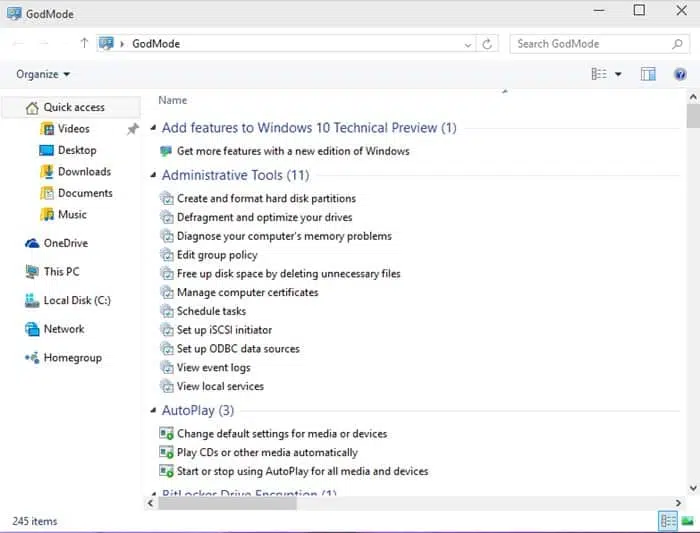 GodMode
GodMode
Search GodMode
Organize
Quick access
Videos
Desktop
Downloads
Documents
Music
OneDrive
This PC
Local Disk (C:)
Network
Homegroup
Name
Add features to Windows 10 Technical Preview (1)
Get more features with a new edition of Windows
Administrative Tools (11)
Create and format hard disk partitions
Defragment and optimize your drives
Diagnose your computer's memory problems
Edit group policy
Free up disk space by deleting unnecessary files
Manage computer certificates
Schedule tasks
Set up iSCSI initiator
Set up ODBC data sources
View event logs
View local services
AutoPlay (3)
Change default settings for media or devices
Play CDs or other media automatically
Start or stop using AutoPlay for all media and devices
BitLocker Drive Encryption (1)
245 items